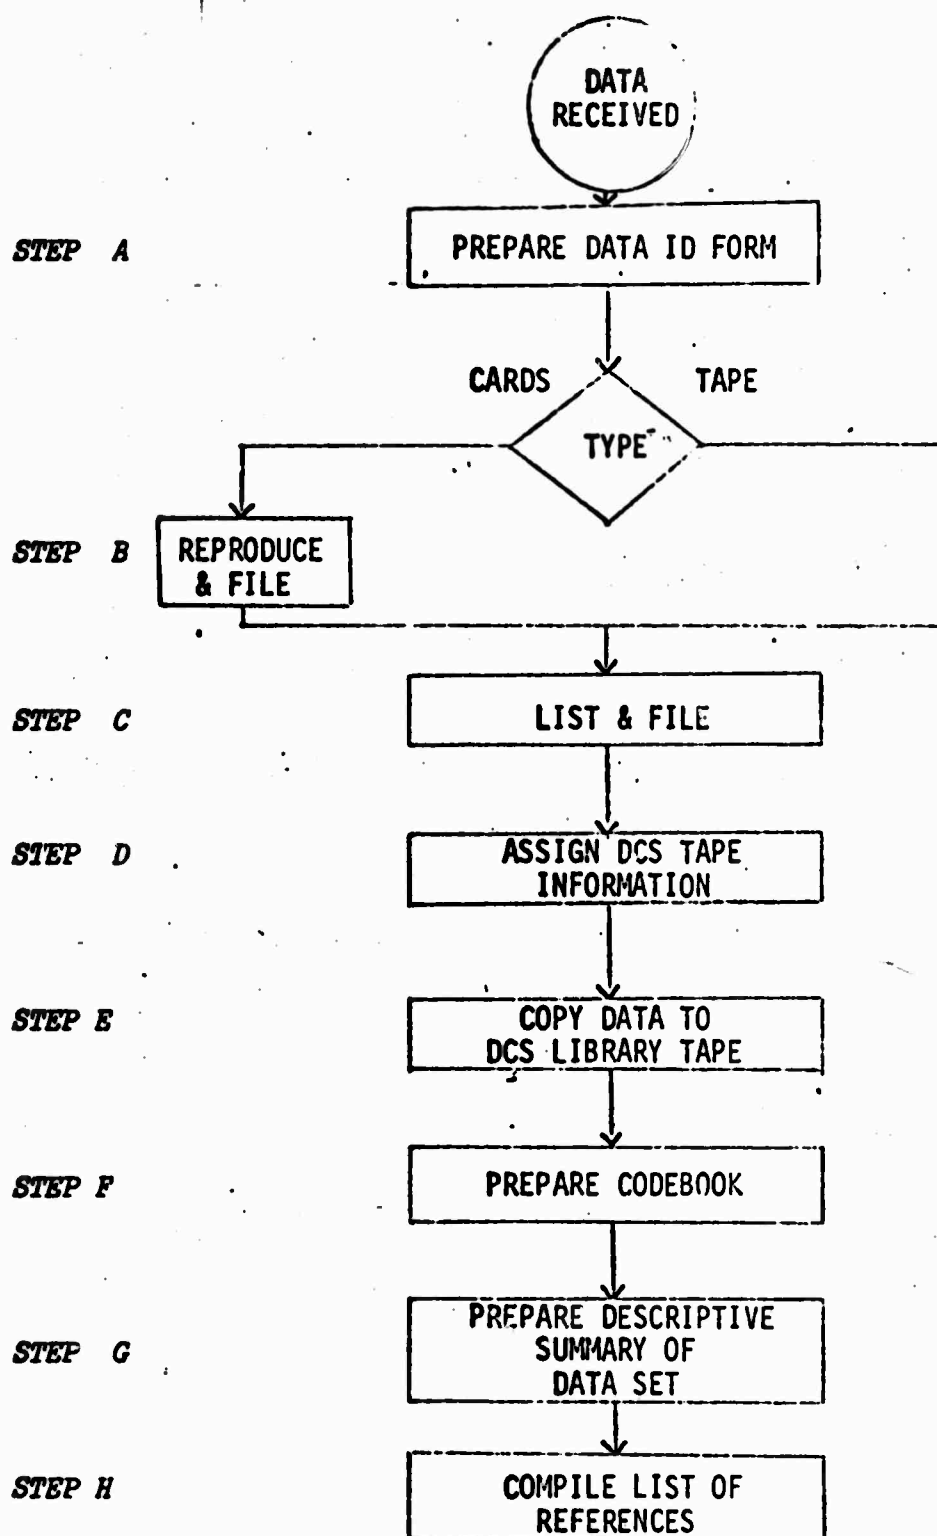 DATA
RECEIVED
STEP A
PREPARE DATA ID FORM
CARDS
TAPE
TYPE
STEP B
REPRODUCE
& FILE
STEP C
LIST & FILE
STEP D
ASSIGN DCS TAPE
INFORMATION
STEP E
COPY DATA TO
DCS LIBRARY TAPE
STEP F
PREPARE CODEBOOK
STEP G
PREPARE DESCRIPTIVE
SUMMARY OF
DATA SET
STEP H
COMPILE LIST OF
REFERENCES